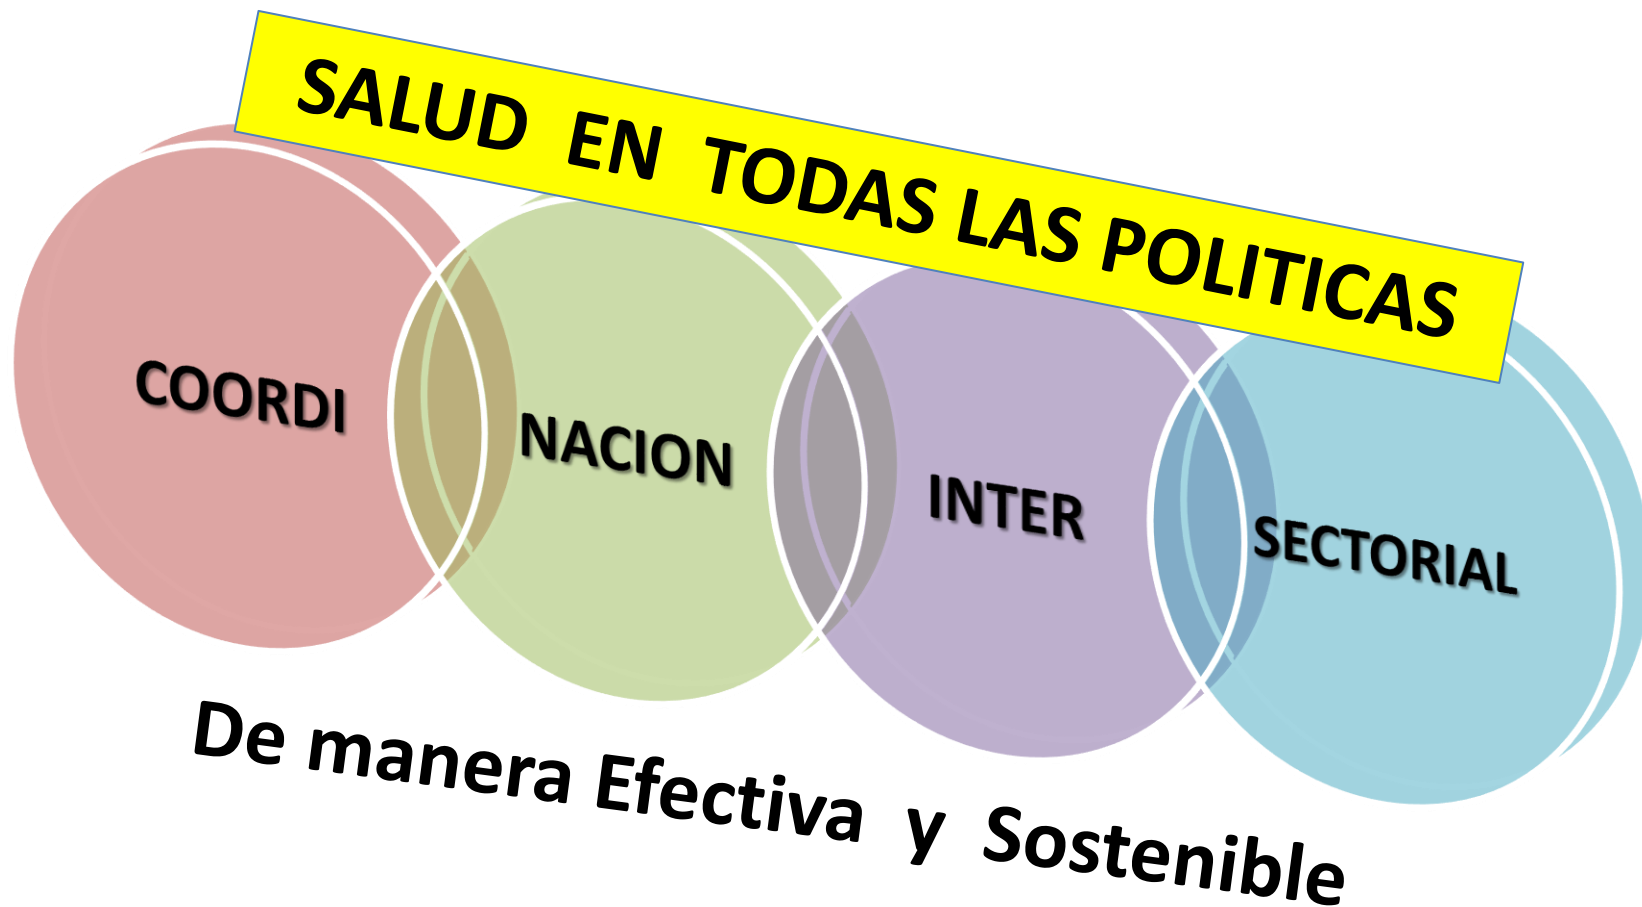 SALUD EN TODAS LAS POLITICAS
COORDI
NACION
INTER
SECTORIAL
De manera Efectiva y Sostenible